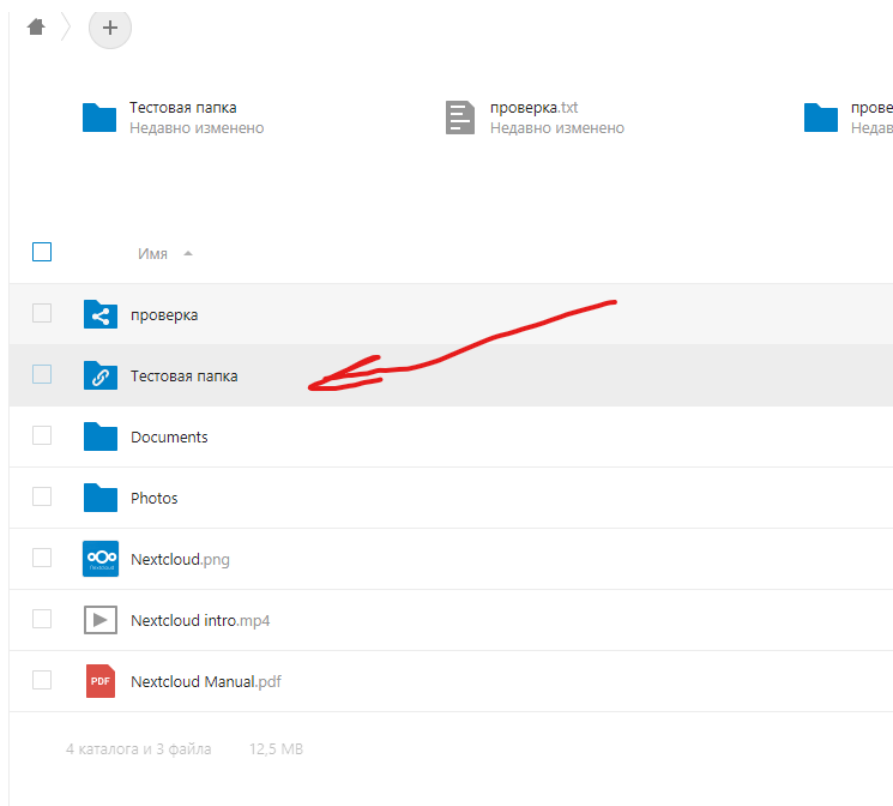 +
Тестовая папка
Недавно изменено
проверка.txt
Недавно изменено
прове
Недав
Имя
проверка
Тестовая папка
Documents
Photos
Nextcloud.png
Nextcloud intro.mp4
PDF
Nextcloud Manual.pdf
4 каталога и 3 файла 12,5 MB